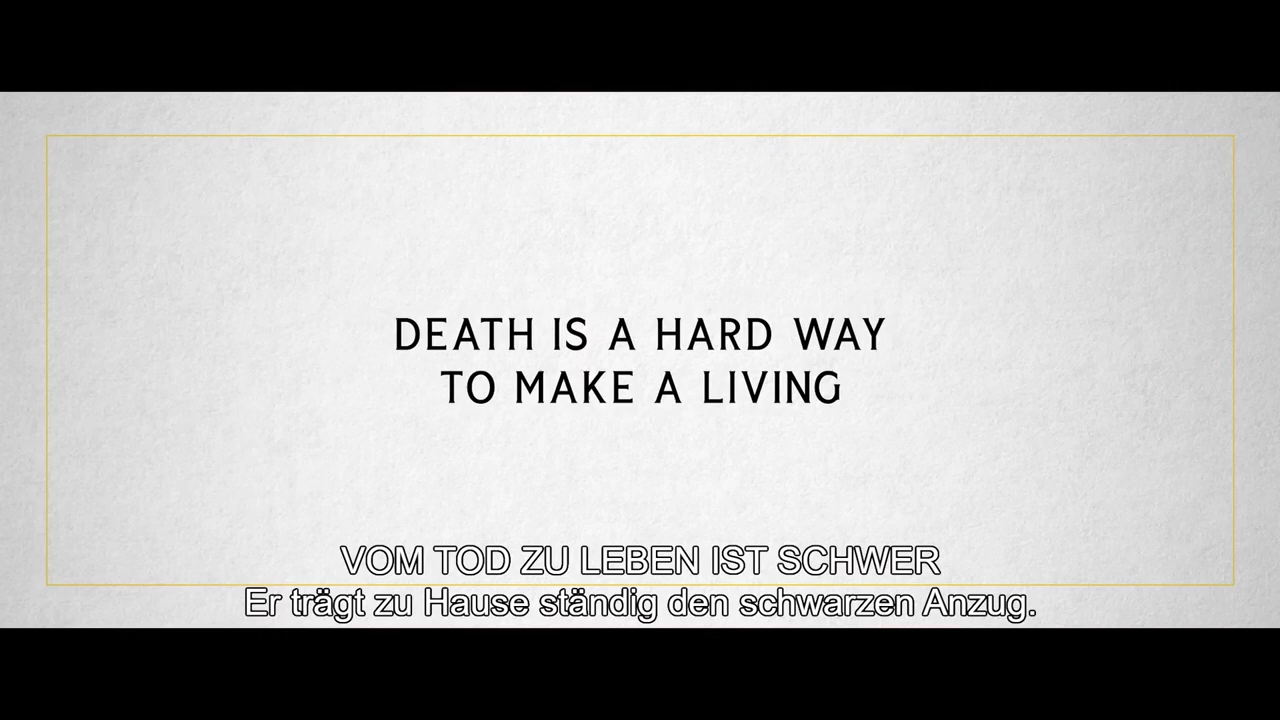 DEATH IS A HARD WAY
TO MAKE A LIVING
VOM TOD ZU LEBEN IST SCHWER
Er trägt zu Hause ständig den schwarzen Anzug.